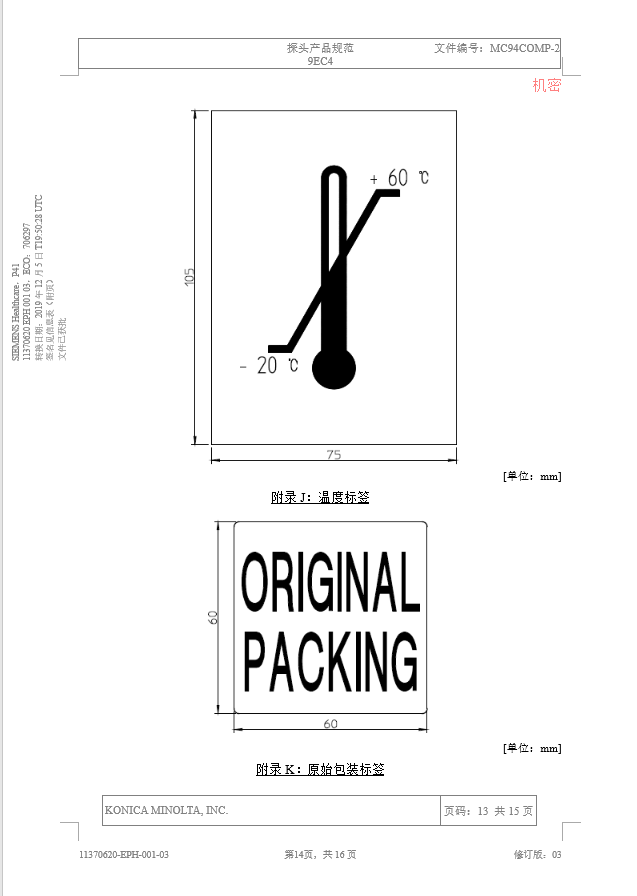 探头产品规范
文件编号：MC94COMP-2
9EC4
机密
SIEMENS Healthcare，P41
11370620 EPH 001 03，ECO，706297
转换日期：2019 年 12 月 5 日 T19:50:28 UTC
签名见信息表（附页）
文件已获批
+ 60 ℃
105
- 20 ℃
75
[单位：mm]
附录 J：温度标签
ORIGINAL
PACKING
60
60
[单位：mm]
附录 K：原始包装标签
KONICA MINOLTA, INC.
页码：13 共 15 页
11370620-EPH-001-03
第14页，共 16 页
修订版：03